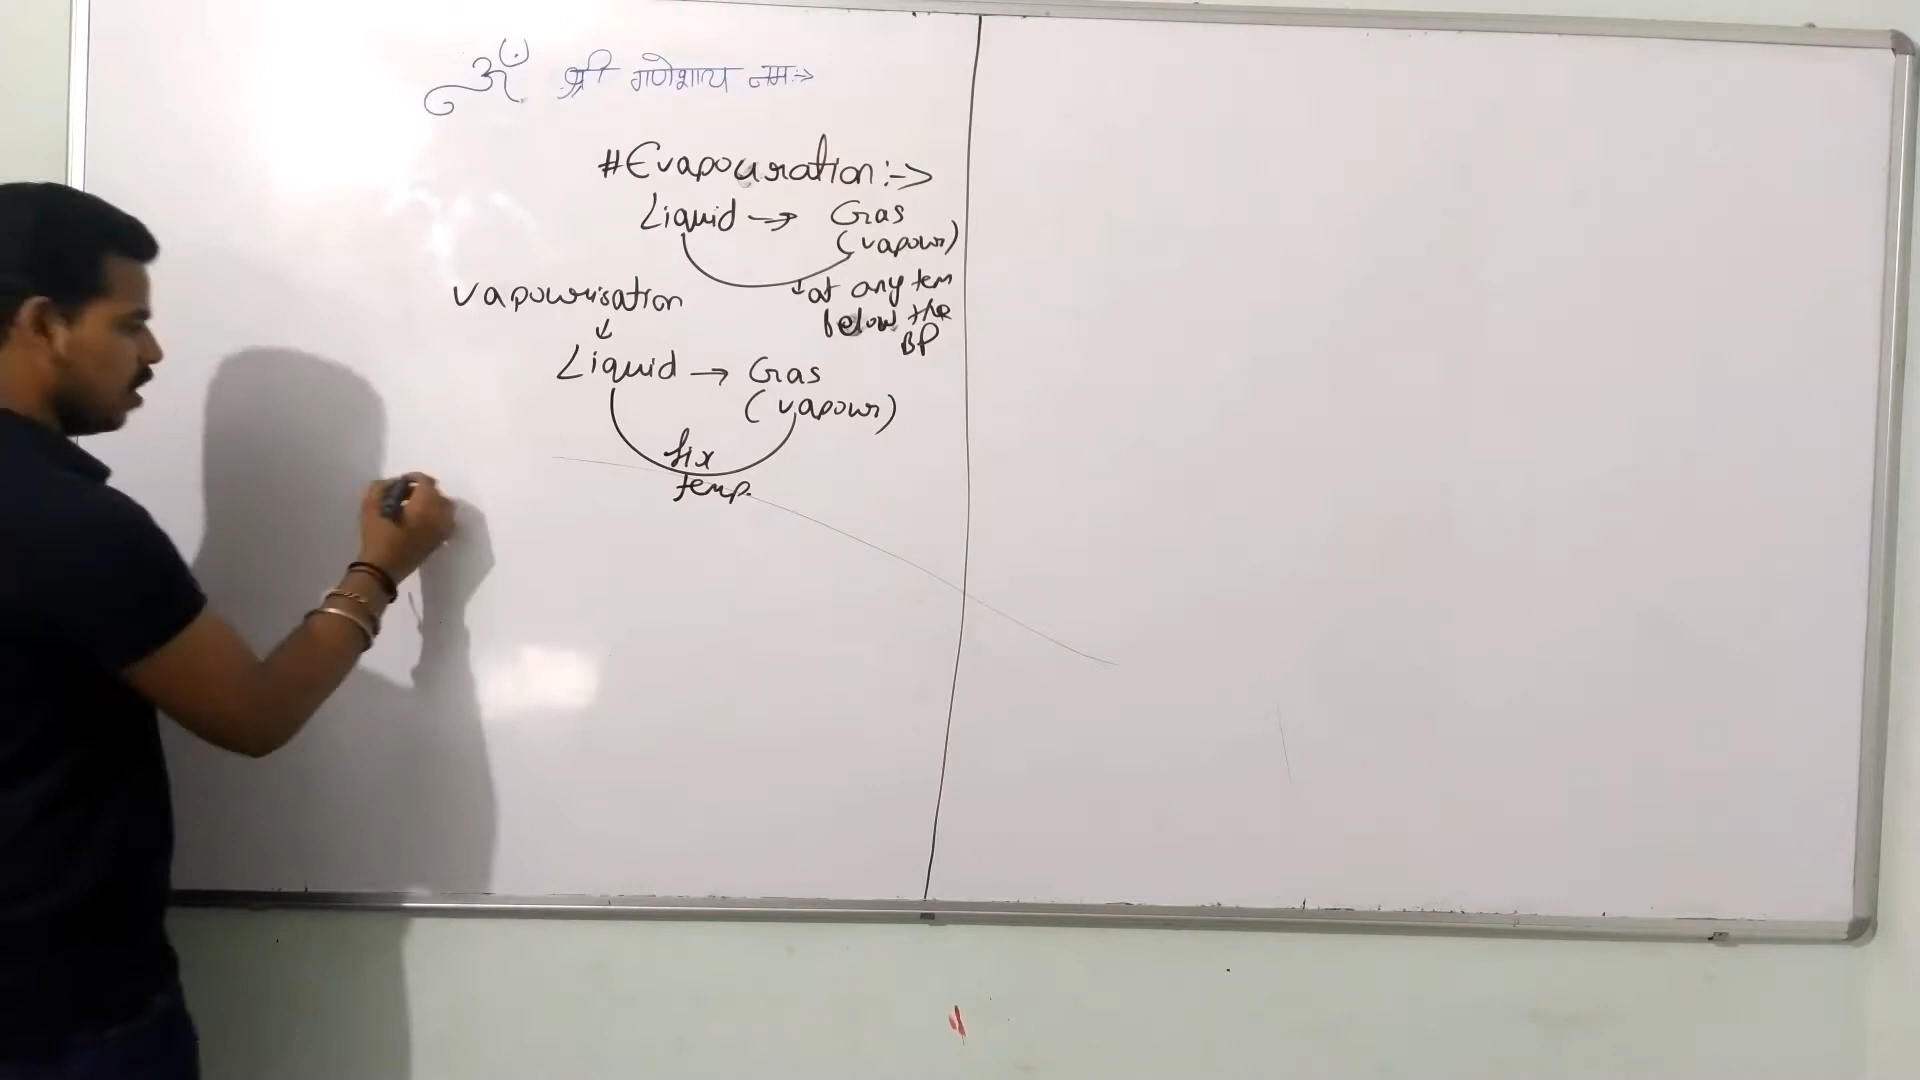 ॐ श्री गणेशाय नमः→
#Evapouration:->
Liquid → Gas
(vapour)
at any tem
below the
BP
vapourisation
↓
Liquid → Gas
(vapour)
fix
temp.